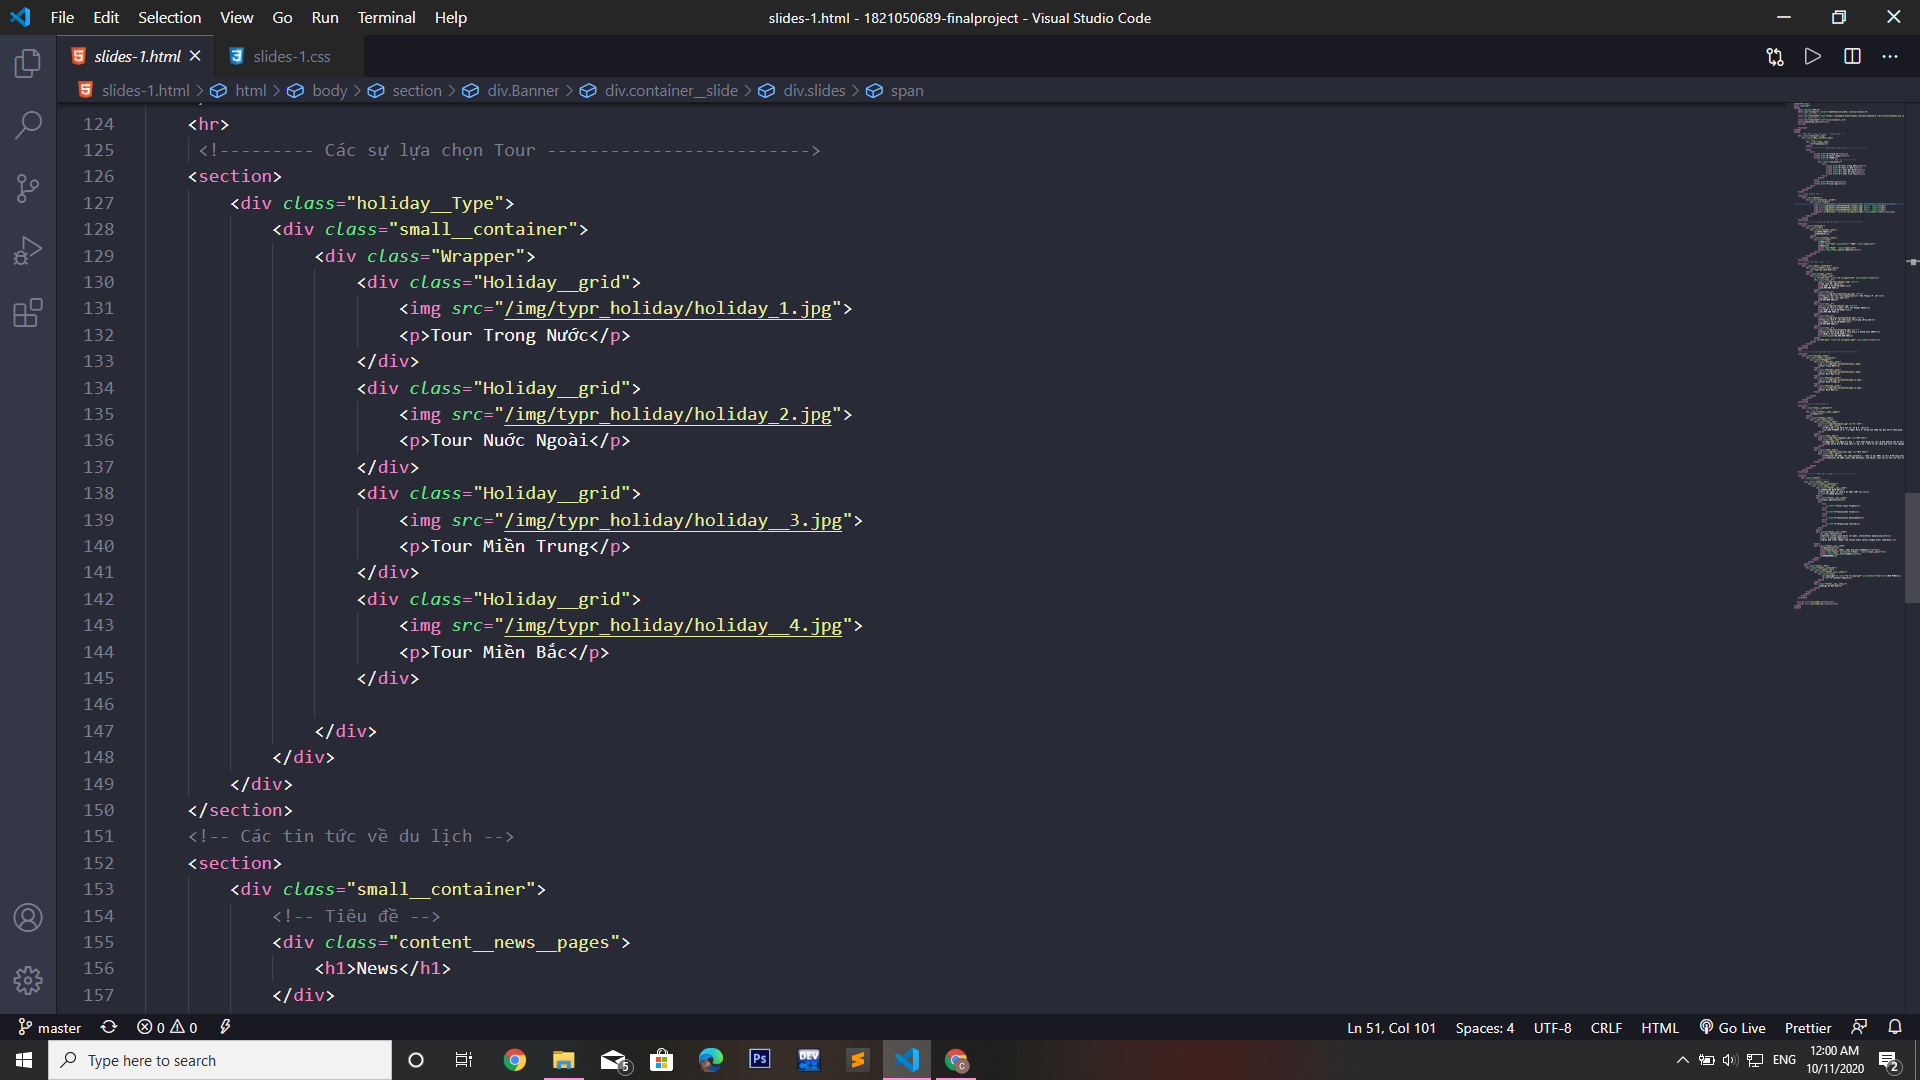 File Edit Selection View Go Run Terminal Help
slides-1.html - 1821050689-finalproject - Visual Studio Code
slides-1.html
slides-1.css
slides-1.html > html > body > section > div.Banner > div.container__slide > div.slides > span
124 <hr>
125 <!--------- Các sự lựa chọn Tour ------------------------->
126 <section>
127 <div class="holiday__Type">
128 <div class="small__container">
129 <div class="Wrapper">
130 <div class="Holiday__grid">
131 <img src="/img/typr_holiday/holiday_1.jpg">
132 <p>Tour Trong Nước</p>
133 </div>
134 <div class="Holiday__grid">
135 <img src="/img/typr_holiday/holiday_2.jpg">
136 <p>Tour Nuớc Ngoài</p>
137 </div>
138 <div class="Holiday__grid">
139 <img src="/img/typr_holiday/holiday__3.jpg">
140 <p>Tour Miền Trung</p>
141 </div>
142 <div class="Holiday__grid">
143 <img src="/img/typr_holiday/holiday__4.jpg">
144 <p>Tour Miền Bắc</p>
145 </div>
146
147 </div>
148 </div>
149 </div>
150 </section>
151 <!-- Các tin tức về du lịch -->
152 <section>
153 <div class="small__container">
154 <!-- Tiêu đề -->
155 <div class="content__news__pages">
156 <h1>News</h1>
157 </div>
master 0 0 Ln 51, Col 101 Spaces: 4 UTF-8 CRLF HTML Go Live Prettier
Type here to search
5
Ps
DEV C++
C
ENG
12:00 AM
10/11/2020
2